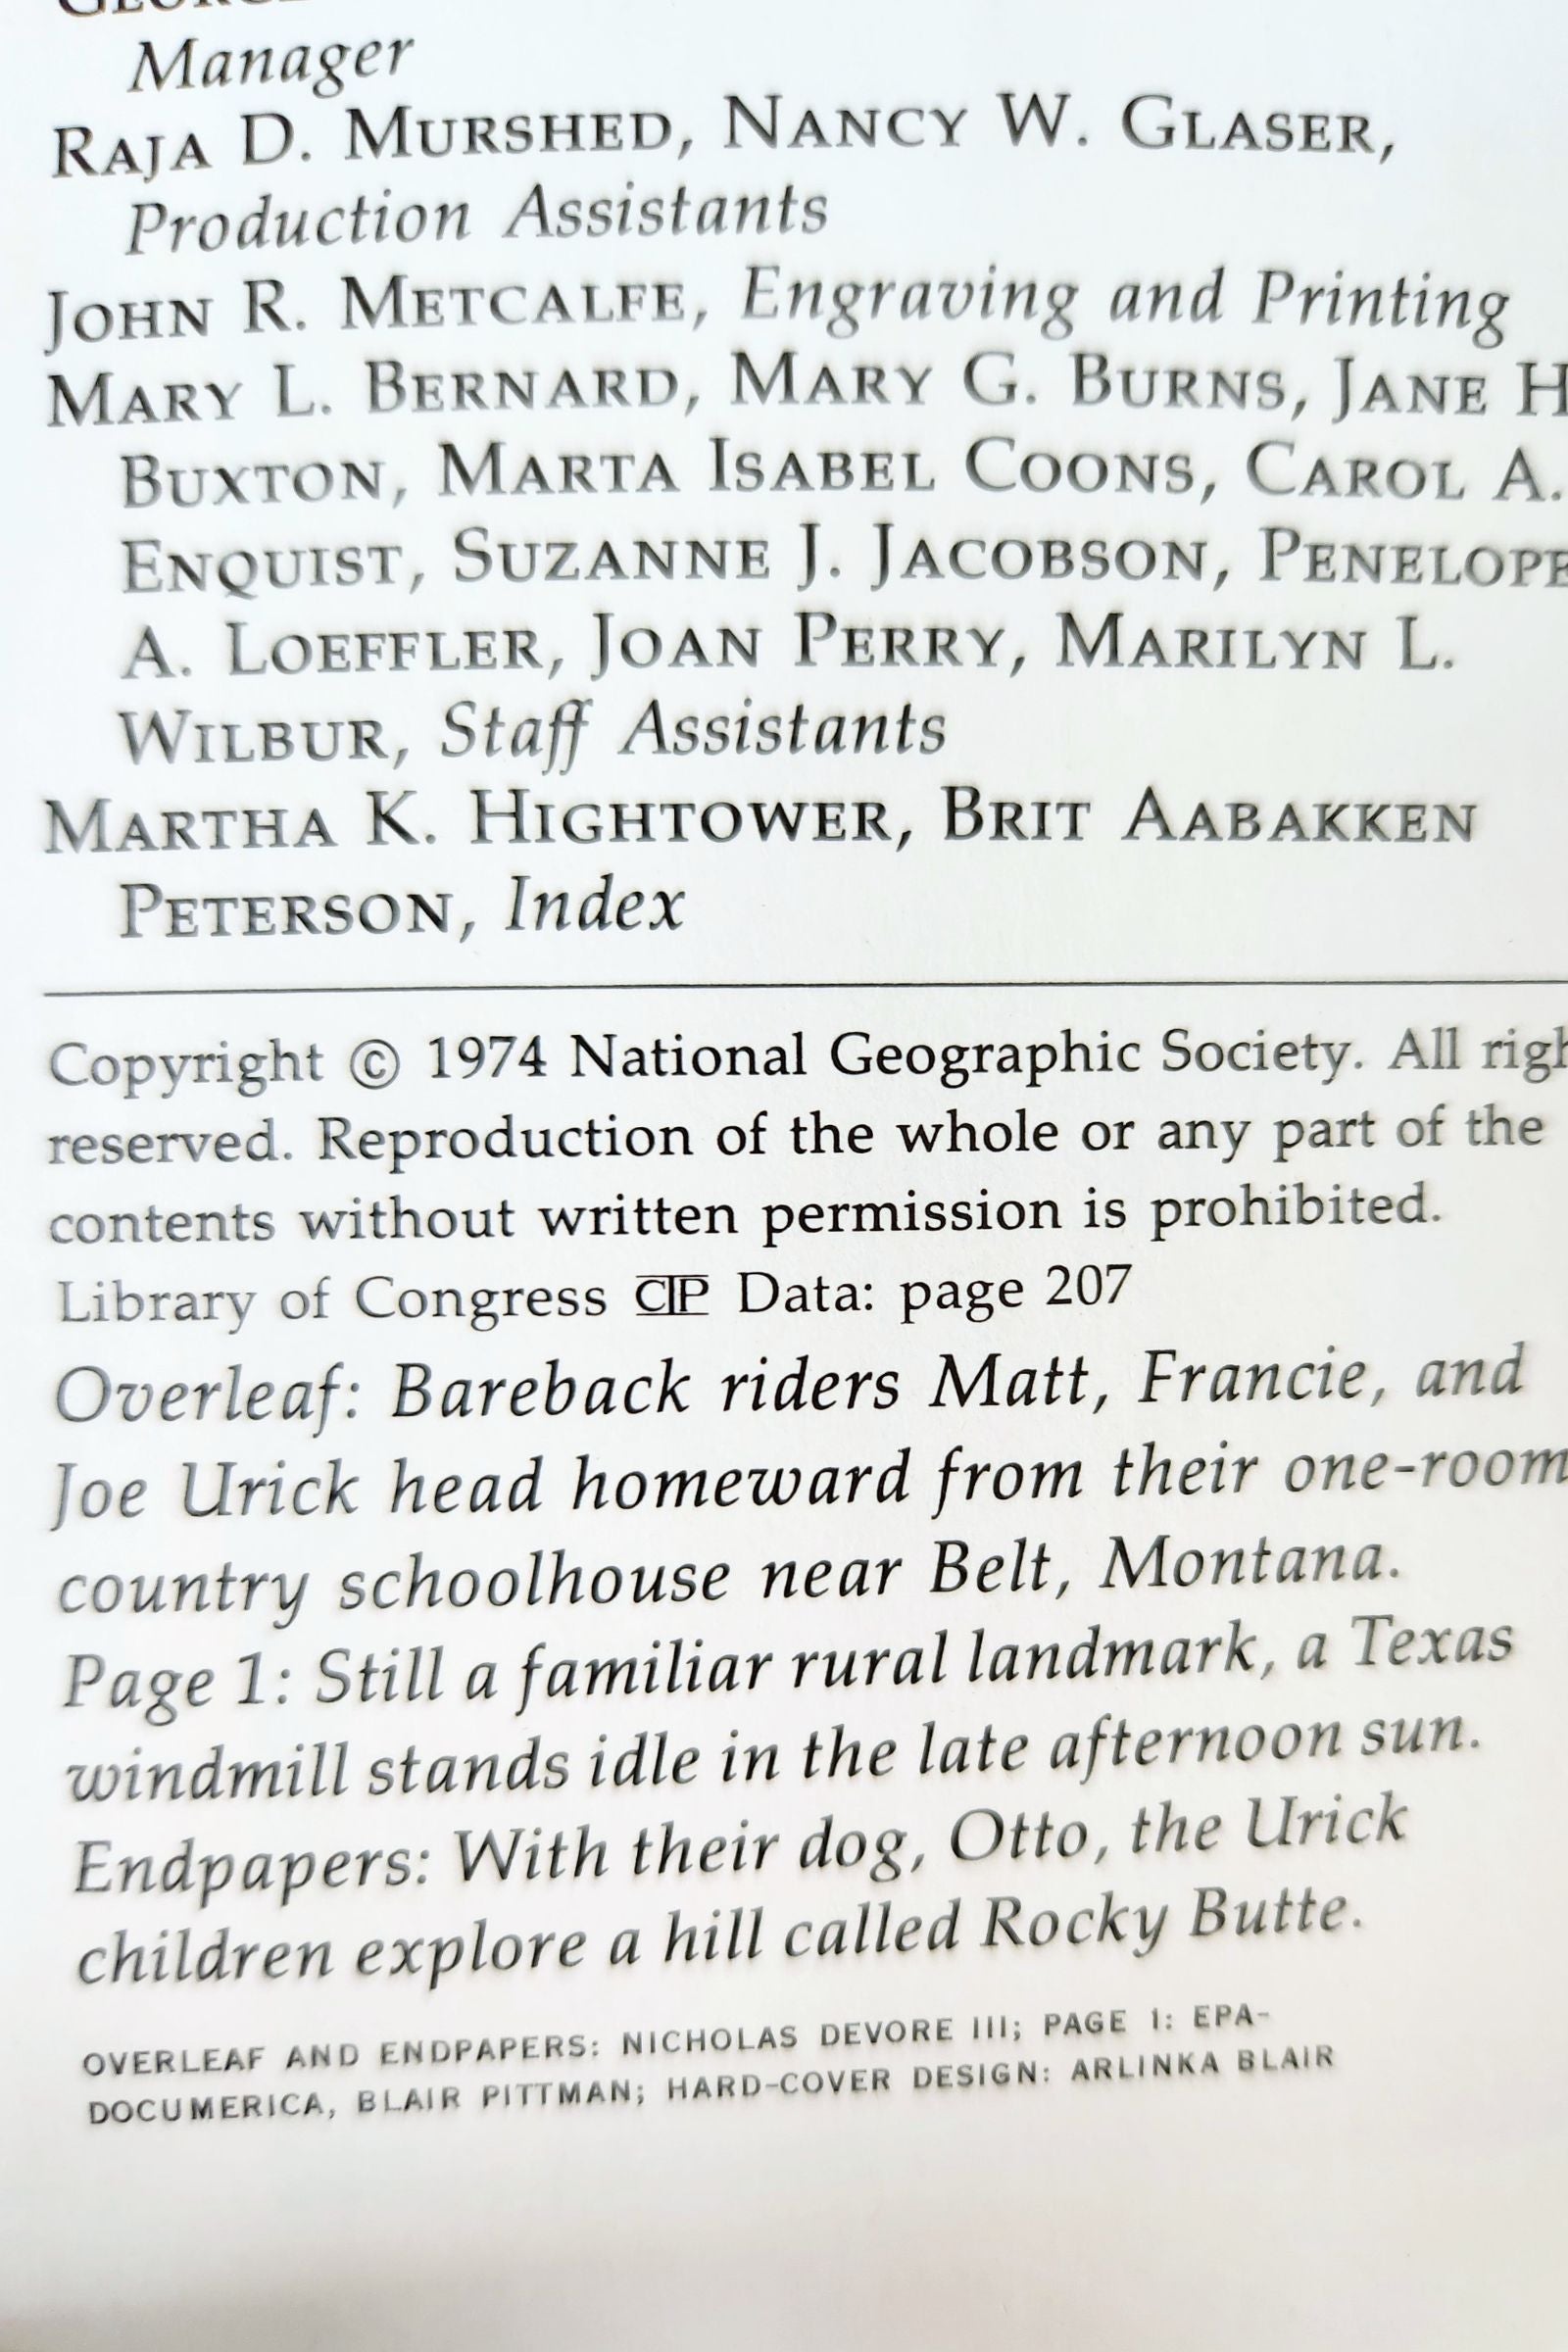 Manager
RAJA D. MURSHED, NANCY W. GLASER,
Production Assistants
JOHN R. METCALFE, Engraving and Printing
MARY L. BERNARD, MARY G. BURNS, JANE H
BUXTON, MARTA ISABEL COONS, CAROL A.
ENQUIST, SUZANNE J. JACOBSON, PENELOPE
A. LOEFFLER, JOAN PERRY, MARILYN L.
WILBUR, Staff Assistants
MARTHA K. HIGHTOWER, BRIT AABAKKEN
PETERSON, Index
Copyright © 1974 National Geographic Society. All righ
reserved. Reproduction of the whole or any part of the
contents without written permission is prohibited.
Library of Congress CIP Data: page 207
Overleaf: Bareback riders Matt, Francie, and
Joe Urick head homeward from their one-room
country schoolhouse near Belt, Montana.
Page 1: Still a familiar rural landmark, a Texas
windmill stands idle in the late afternoon sun.
Endpapers: With their dog, Otto, the Urick
children explore a hill called Rocky Butte.
OVERLEAF AND ENDPAPERS: NICHOLAS DEVORE III; PAGE 1: EPA-
DOCUMERICA, BLAIR PITTMAN; HARD-COVER DESIGN: ARLINKA BLAIR